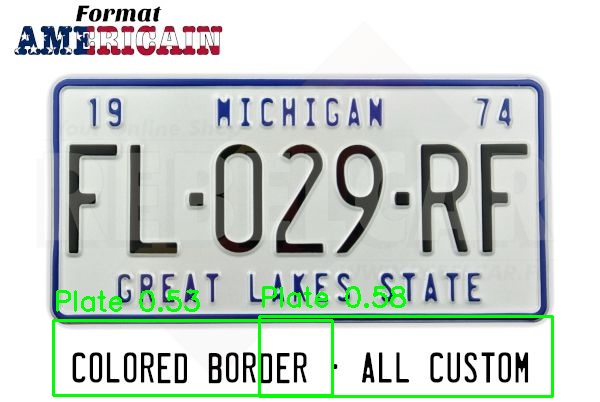 Format
AMERICAIN
19 MICHIGAN 74
FL-029-RF
GREAT LAKES STATE
Plate 0.53 Plate 0.58
COLORED BORDER - ALL CUSTOM